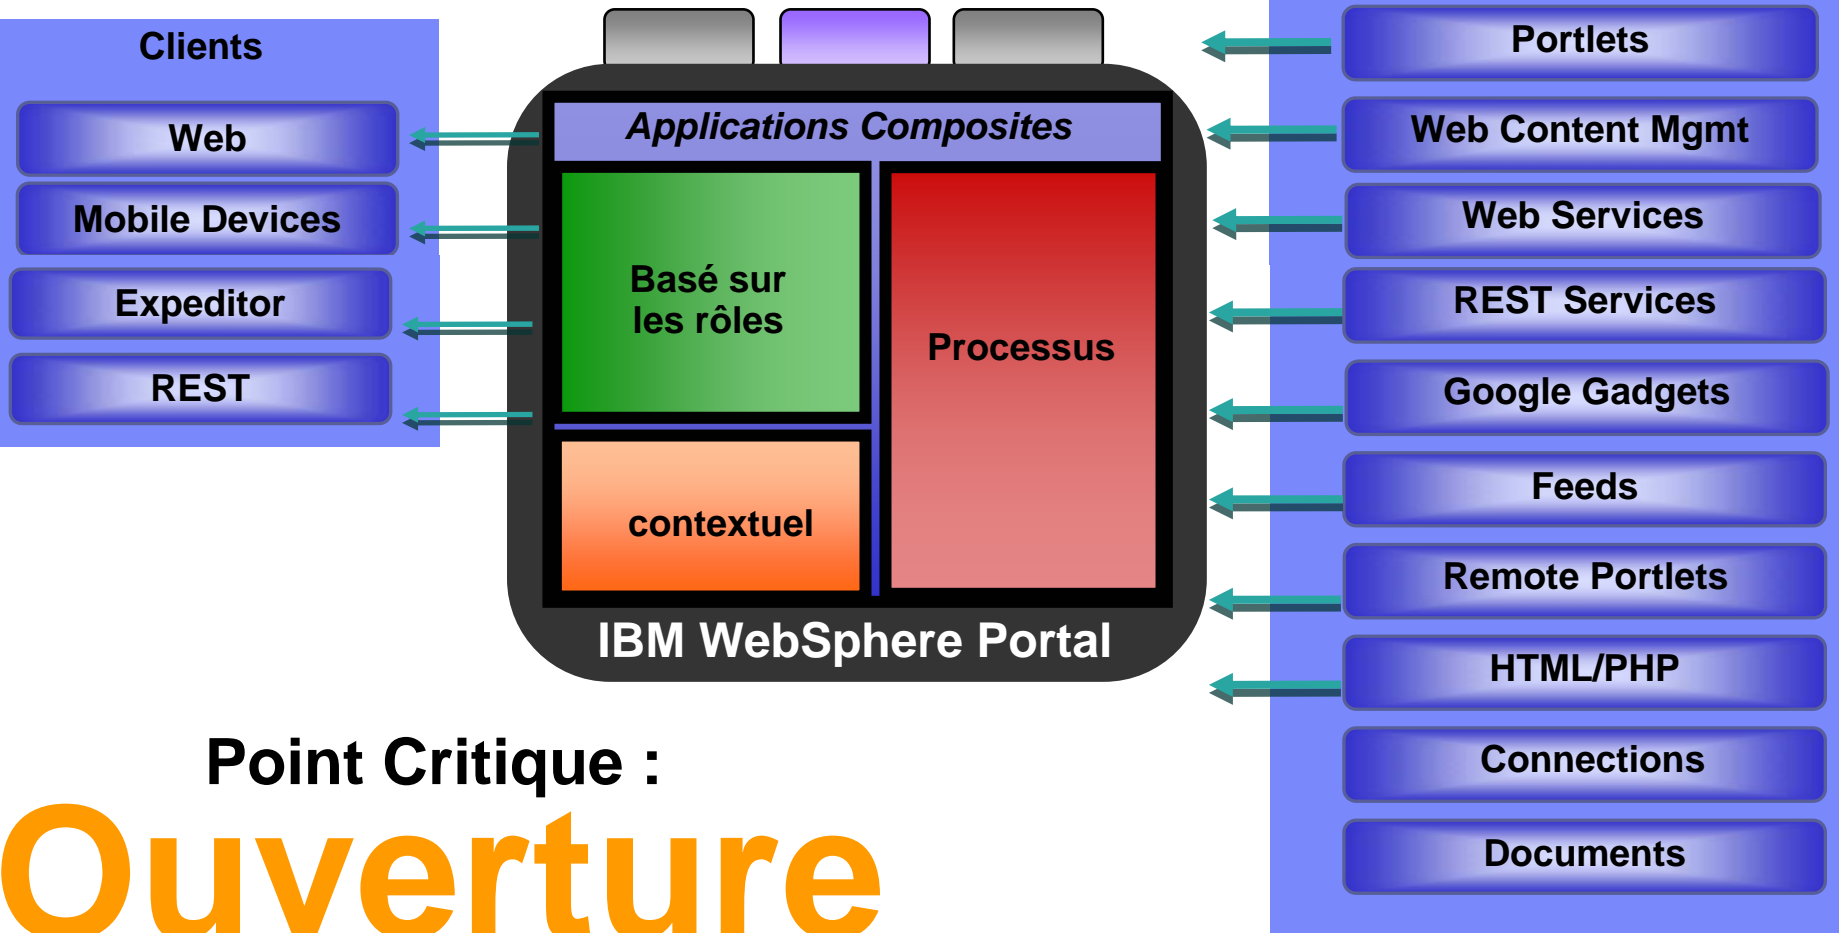 Clients
Web
Mobile Devices
Expeditor
REST
Applications Composites
Basé sur
les rôles
Processus
contextuel
IBM WebSphere Portal
Portlets
Web Content Mgmt
Web Services
REST Services
Google Gadgets
Feeds
Remote Portlets
HTML/PHP
Connections
Documents
Point Critique :
Ouverture